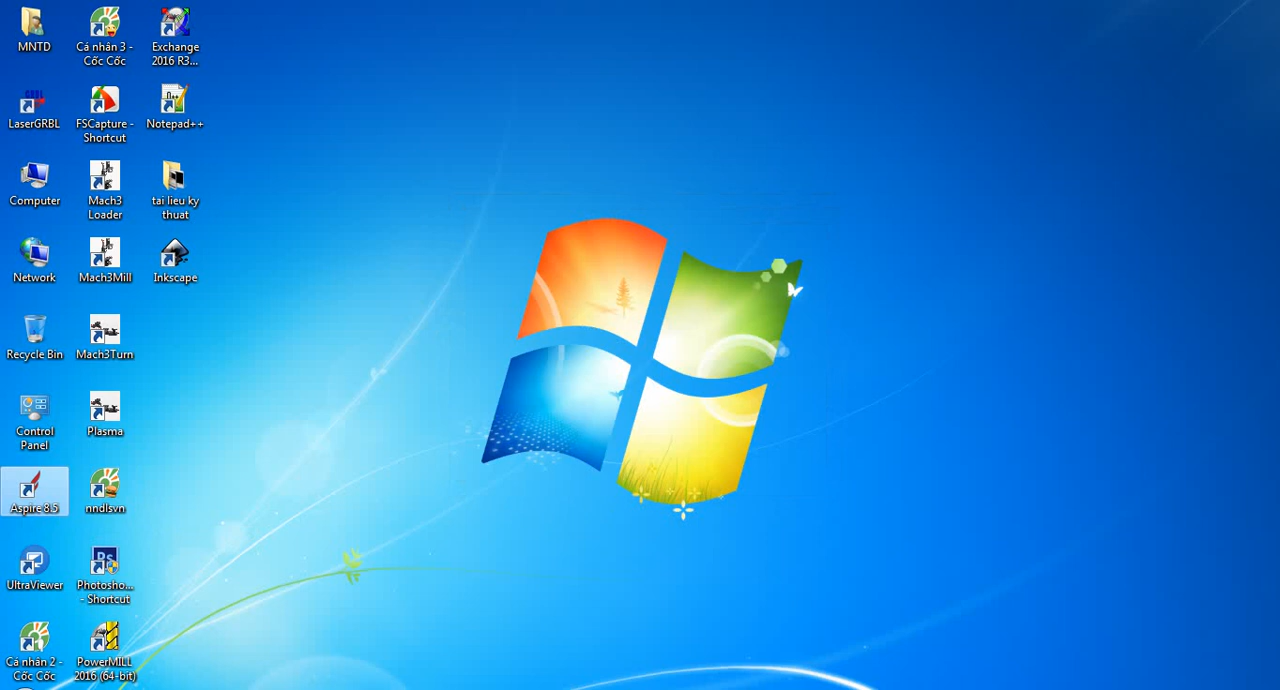 MNTD
Cá nhân 3 -
Cốc Cốc
Exchange
2016 R3...
LaserGRBL
FSCapture -
Shortcut
Notepad++
Computer
Mach3
Loader
tai lieu ky
thuat
Network
Mach3Mill
Inkscape
Recycle Bin
Mach3Turn
Control
Panel
Plasma
Aspire 8.5
nndlsvn
UltraViewer
Photosho...
- Shortcut
Cá nhân 2 -
Cốc Cốc
PowerMILL
2016 (64-bit)